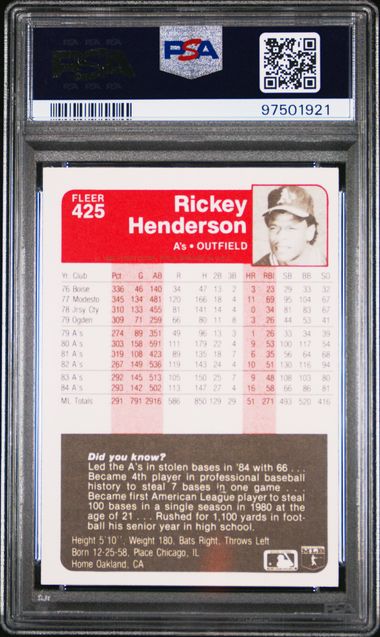 PSA
97501921
FLEER
425
Rickey
Henderson
A's • OUTFIELD
Yr. Club Pct. G AB R H 2B 3B HR RBI SB BB SO
76 Boise 336 46 140 34 47 13 2 3 23 29 32 33
77 Modesto 345 134 481 120 166 18 4 11 69 95 104 67
78 Jrsy City 310 133 455 81 141 14 4 0 34 81 83 67
79 Ogden 309 71 259 66 80 11 8 3 26 44 53 41
79 A's 274 89 351 49 96 13 3 1 26 33 34 39
80 A's 303 158 591 111 179 22 4 9 53 100 117 54
81 A's 319 108 423 89 135 18 7 6 35 56 64 68
82 A's 267 149 536 119 143 24 4 10 51 130 116 94
83 A's 292 145 513 105 150 25 7 9 48 108 103 80
84 A's 293 142 502 113 147 27 4 16 58 66 86 81
ML Totals 291 791 2916 586 850 129 29 51 271 493 520 416
Did you know?
Led the A's in stolen bases in '84 with 66 . . .
Became 4th player in professional baseball
history to steal 7 bases in one game . . .
Became first American League player to steal
100 bases in a single season in 1980 at the
age of 21 . . . Rushed for 1,100 yards in foot-
ball his senior year in high school.
Height 5'10", Weight 180, Bats Right, Throws Left
Born 12-25-58, Place Chicago, IL
Home Oakland, CA